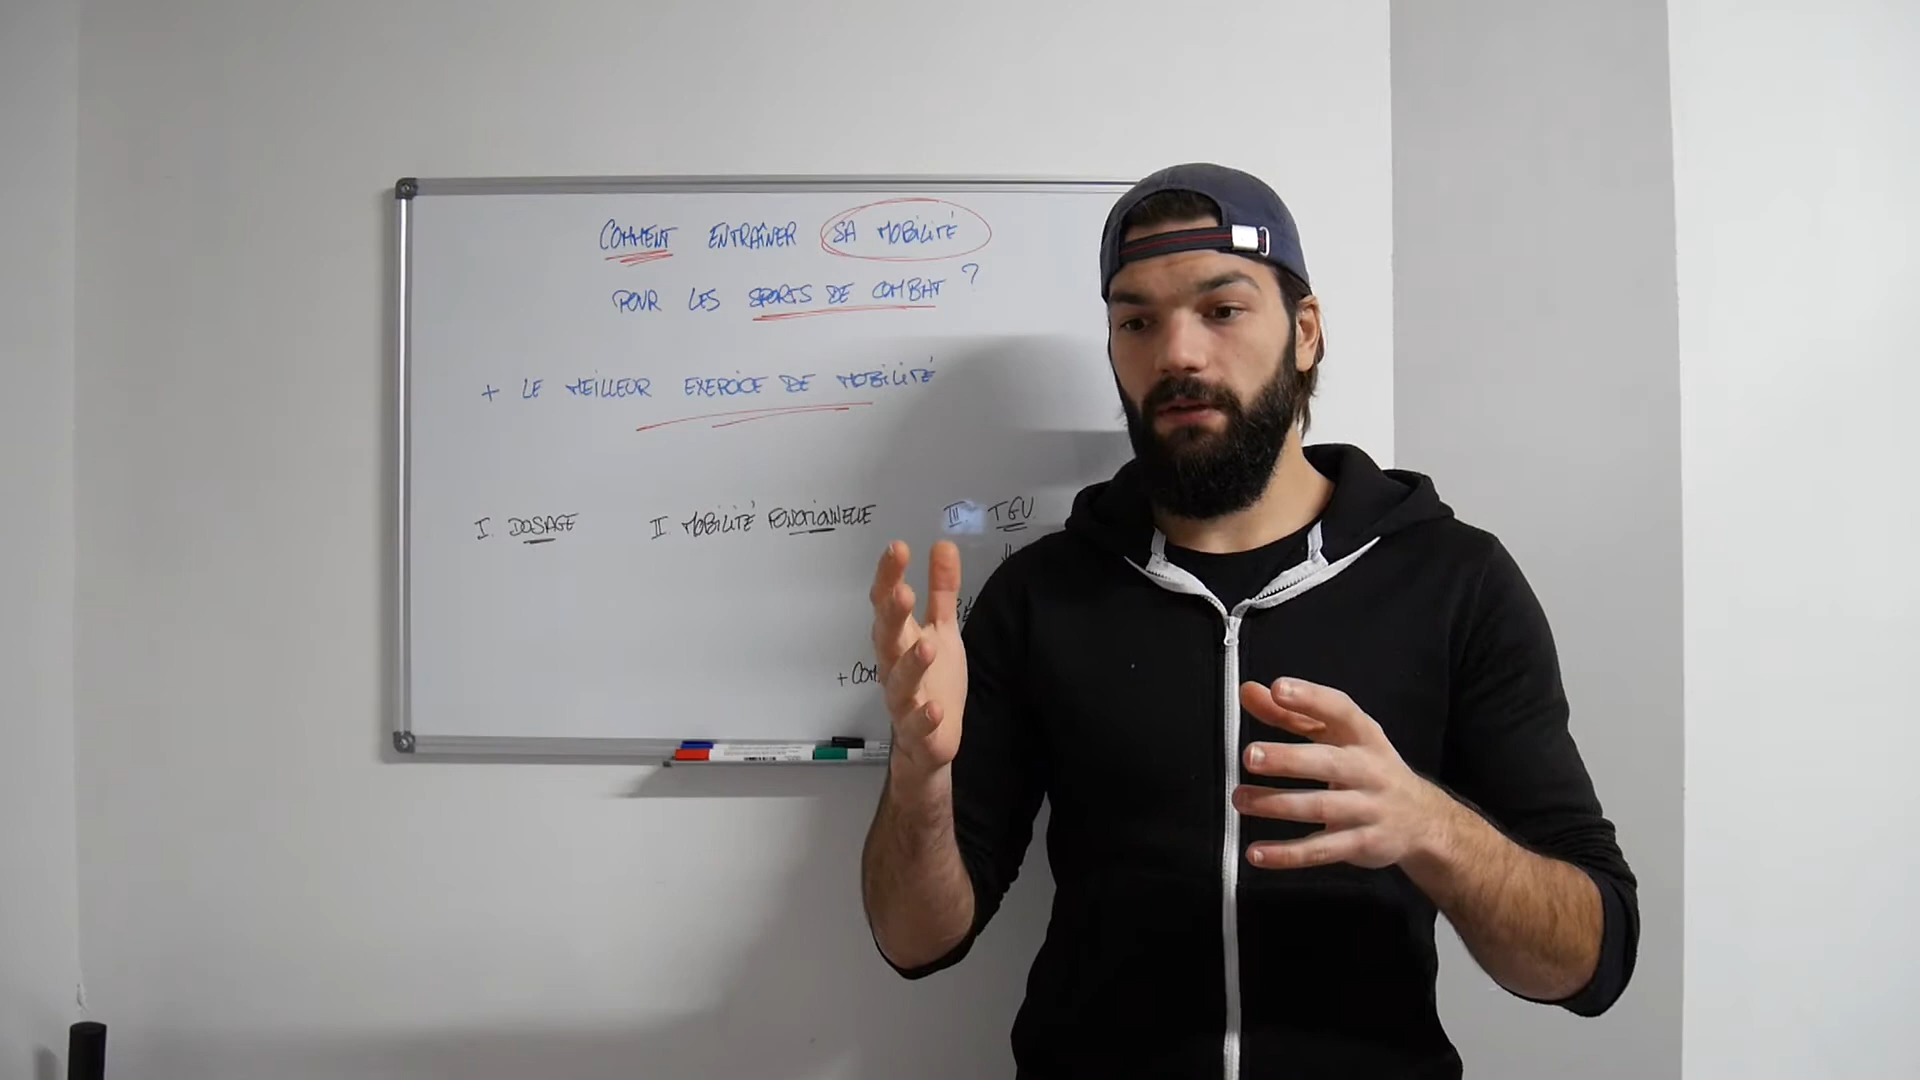 COMMENT ENTRAÎNER SA MOBILITÉ
POUR LES SPORTS DE COMBAT ?
+ LE MEILLEUR EXERCICE DE MOBILITÉ
I. DOSAGE II. MOBILITÉ FONCTIONNELLE III. TGU